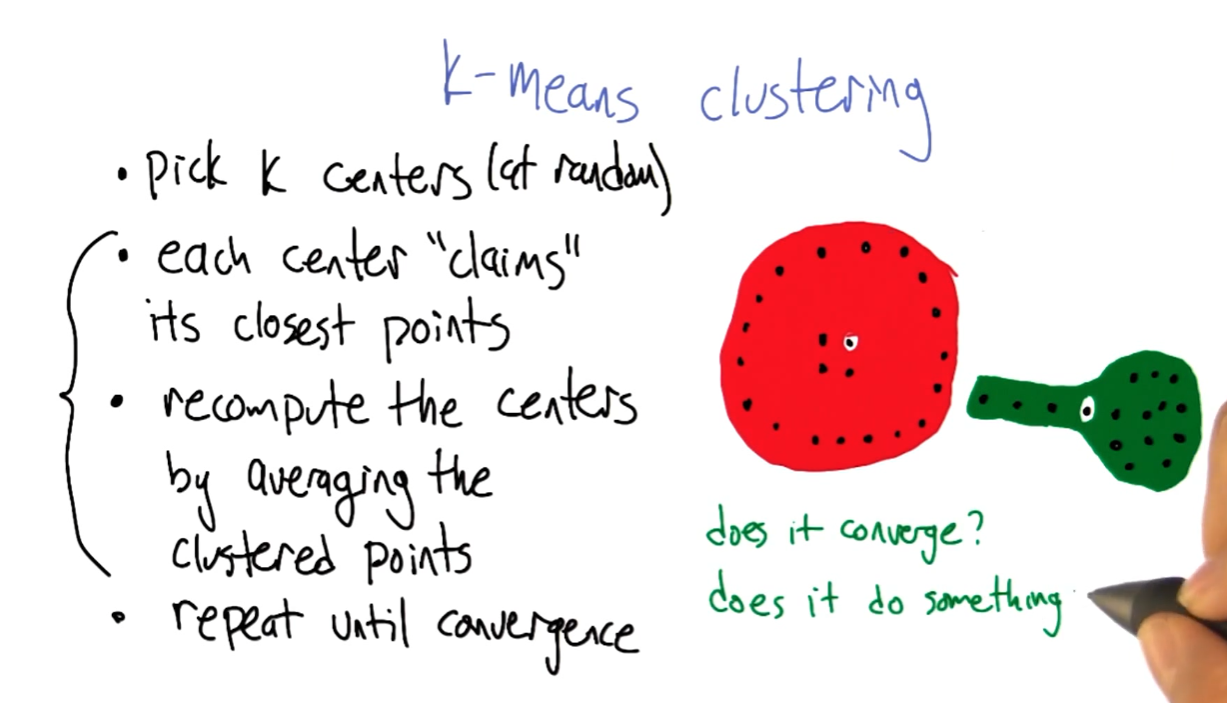 k-means clustering
• pick k centers (at random)
• each center "claims"
its closest points
• recompute the centers
by averaging the
clustered points
• repeat until convergence
does it converge?
does it do something